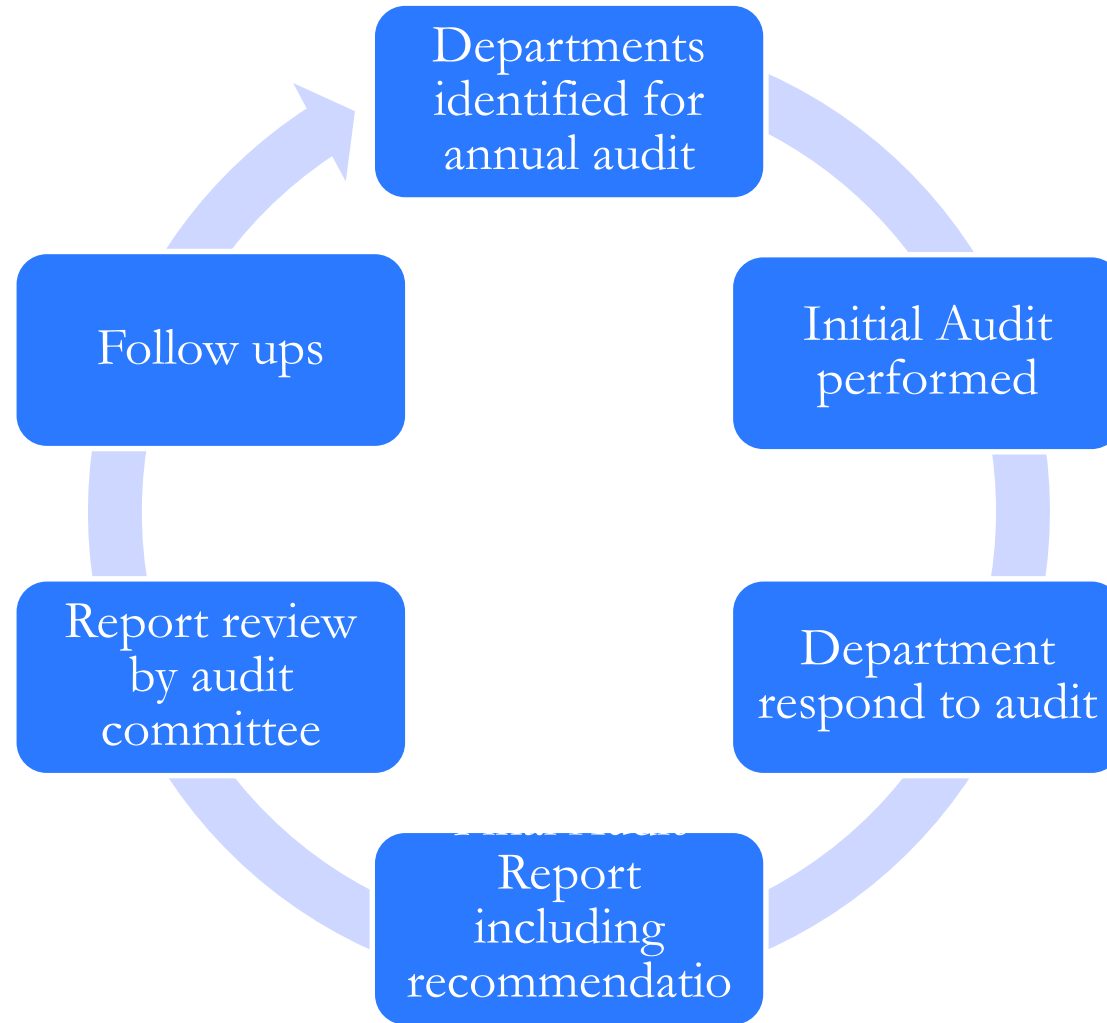 Departments
identified for
annual audit
Initial Audit
performed
Department
respond to audit
Report
including
recommendatio
Report review
by audit
committee
Follow ups